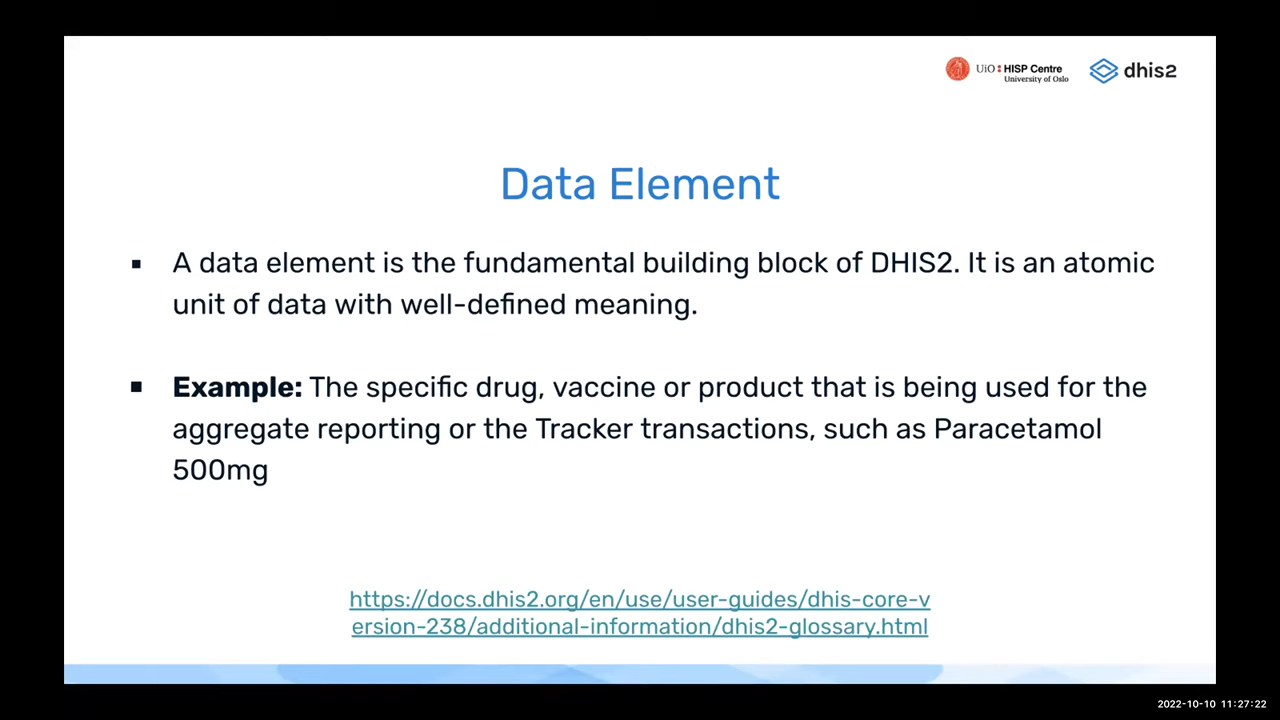 UiO : HISP Centre
University of Oslo
dhis2
Data Element
▪ A data element is the fundamental building block of DHIS2. It is an atomic
unit of data with well-defined meaning.
▪ Example: The specific drug, vaccine or product that is being used for the
aggregate reporting or the Tracker transactions, such as Paracetamol
500mg
https://docs.dhis2.org/en/use/user-guides/dhis-core-v
ersion-238/additional-information/dhis2-glossary.html
2022-10-10 11:27:22